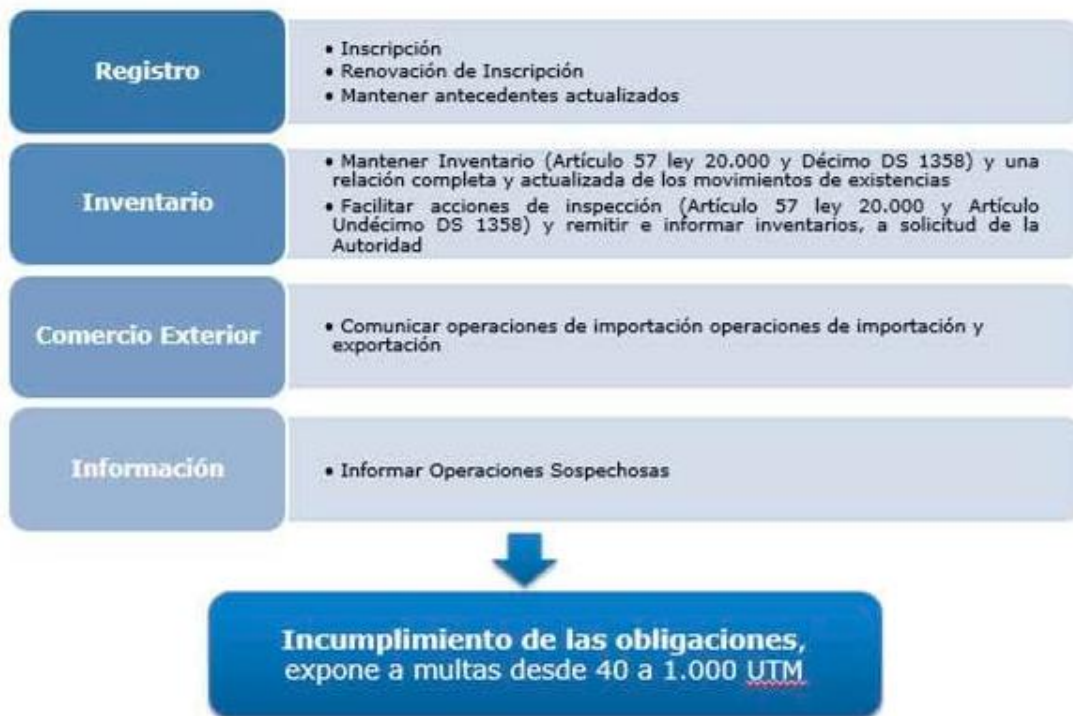 Registro
• Inscripción
• Renovación de Inscripción
• Mantener antecedentes actualizados
Inventario
• Mantener Inventario (Artículo 57 ley 20.000 y Décimo DS 1358) y una
relación completa y actualizada de los movimientos de existencias
• Facilitar acciones de inspección (Artículo 57 ley 20.000 y Artículo
Undécimo DS 1358) y remitir e informar inventarios, a solicitud de la
Autoridad
Comercio Exterior
• Comunicar operaciones de importación operaciones de importación y
exportación
Información
• Informar Operaciones Sospechosas
Incumplimiento de las obligaciones,
expone a multas desde 40 a 1.000 UTM